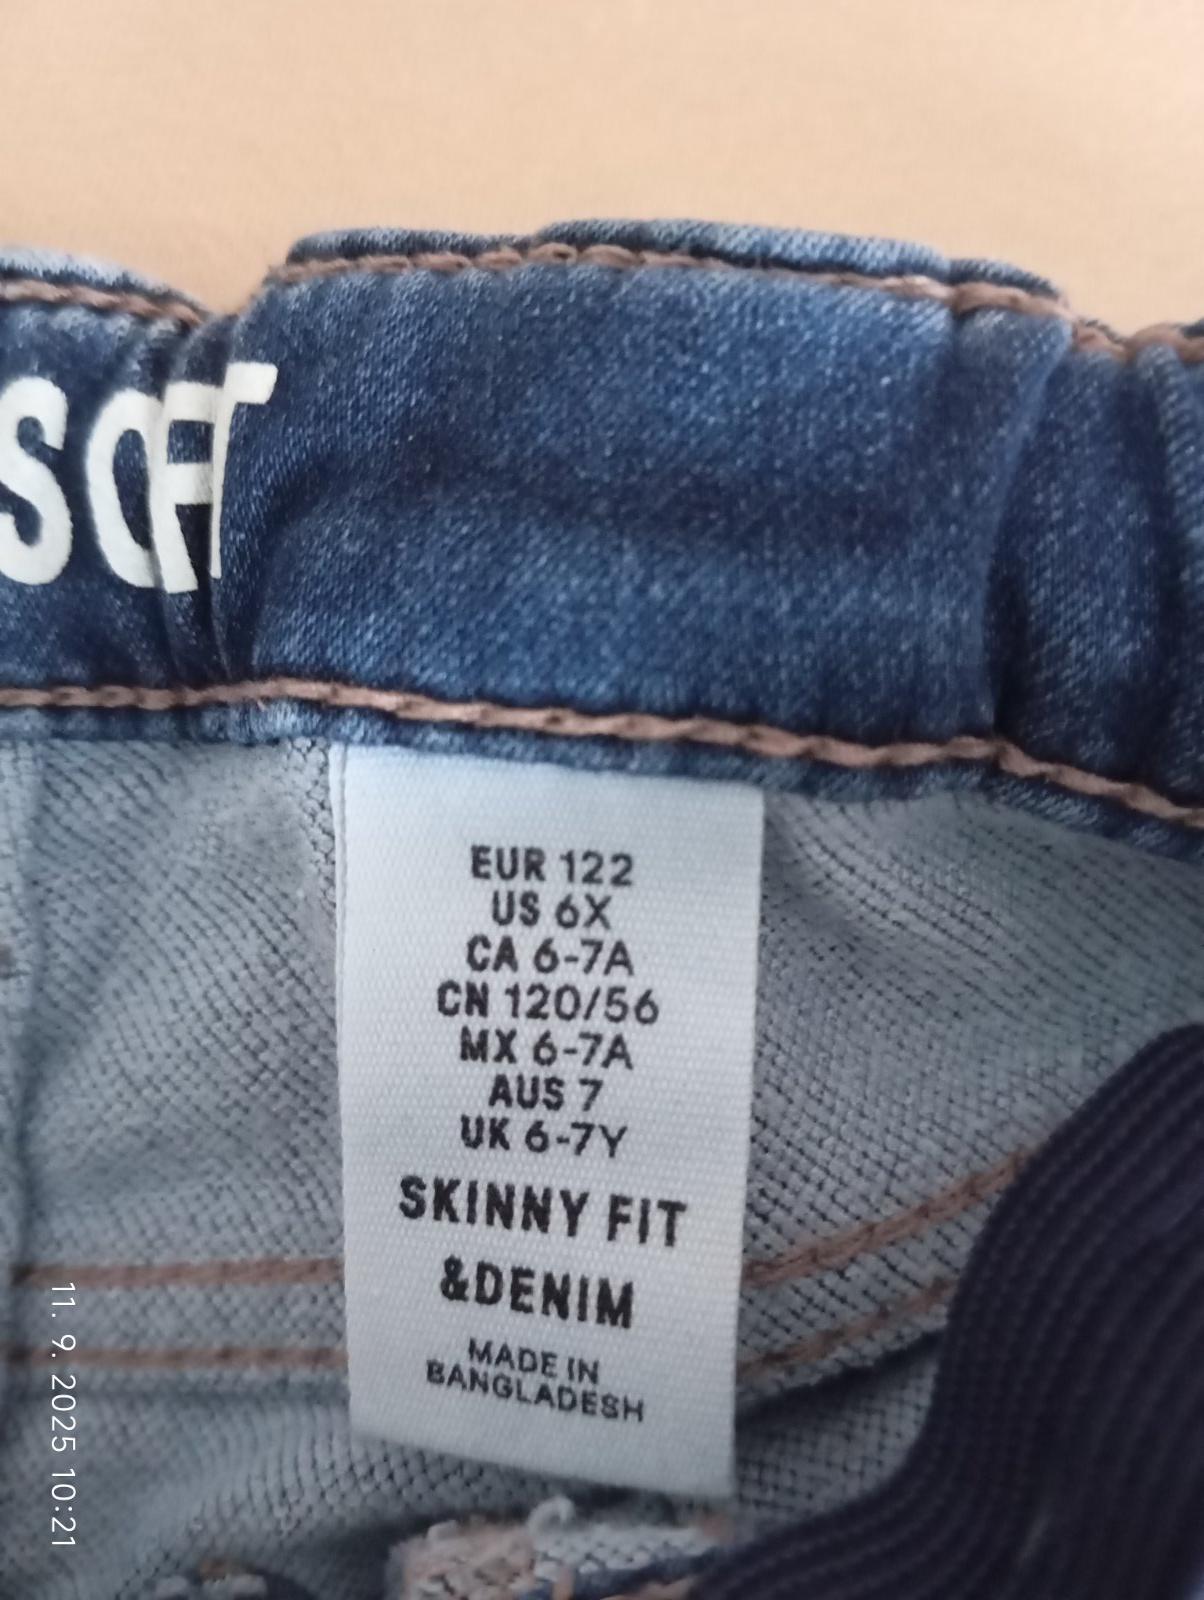 SOFT
EUR 122
US 6X
CA 6-7A
CN 120/56
MX 6-7A
AUS 7
UK 6-7Y
SKINNY FIT
&DENIM
MADE IN
BANGLADESH
11. 9. 2025 10:21